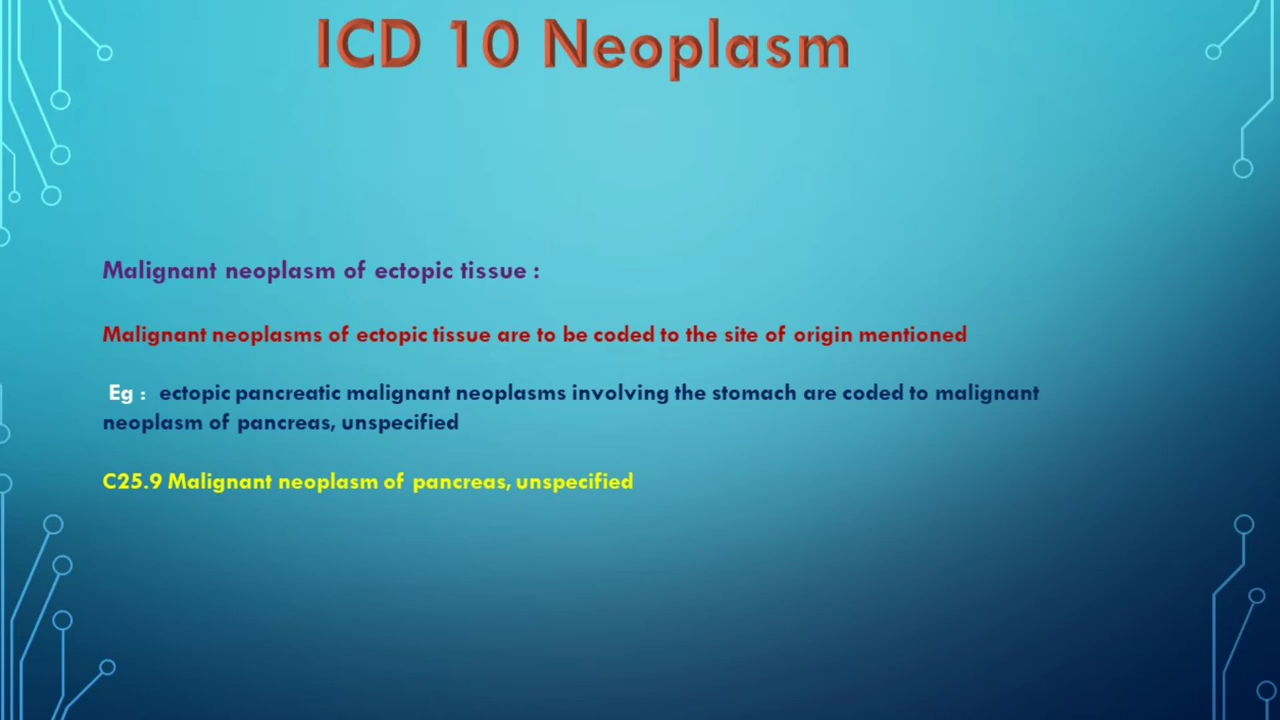 ICD 10 Neoplasm
Malignant neoplasm of ectopic tissue :
Malignant neoplasms of ectopic tissue are to be coded to the site of origin mentioned
Eg : ectopic pancreatic malignant neoplasms involving the stomach are coded to malignant
neoplasm of pancreas, unspecified
C25.9 Malignant neoplasm of pancreas, unspecified